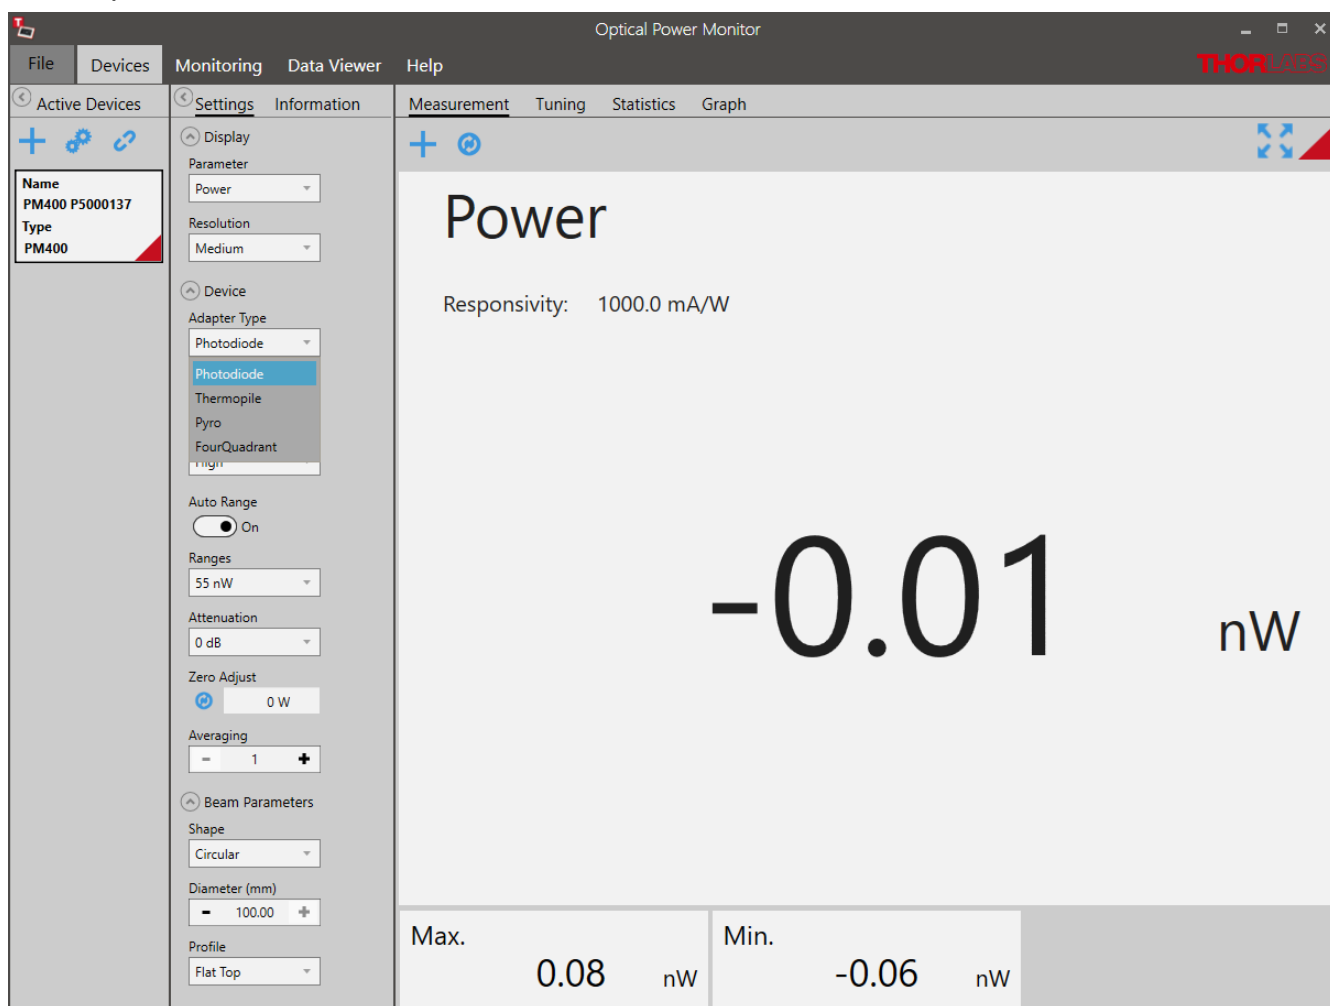 Optical Power Monitor
File Devices Monitoring Data Viewer Help
THORLABS
Active Devices
Name
PM400 P5000137
Type
PM400
Settings Information
Display
Parameter
Power
Resolution
Medium
Device
Adapter Type
Photodiode
Photodiode
Thermopile
Pyro
FourQuadrant
High
Auto Range
On
Ranges
55 nW
Attenuation
0 dB
Zero Adjust
0 W
Averaging
- 1 +
Beam Parameters
Shape
Circular
Diameter (mm)
- 100.00 +
Profile
Flat Top
Measurement Tuning Statistics Graph
Power
Responsivity: 1000.0 mA/W
-0.01 nW
Max.
0.08 nW
Min.
-0.06 nW